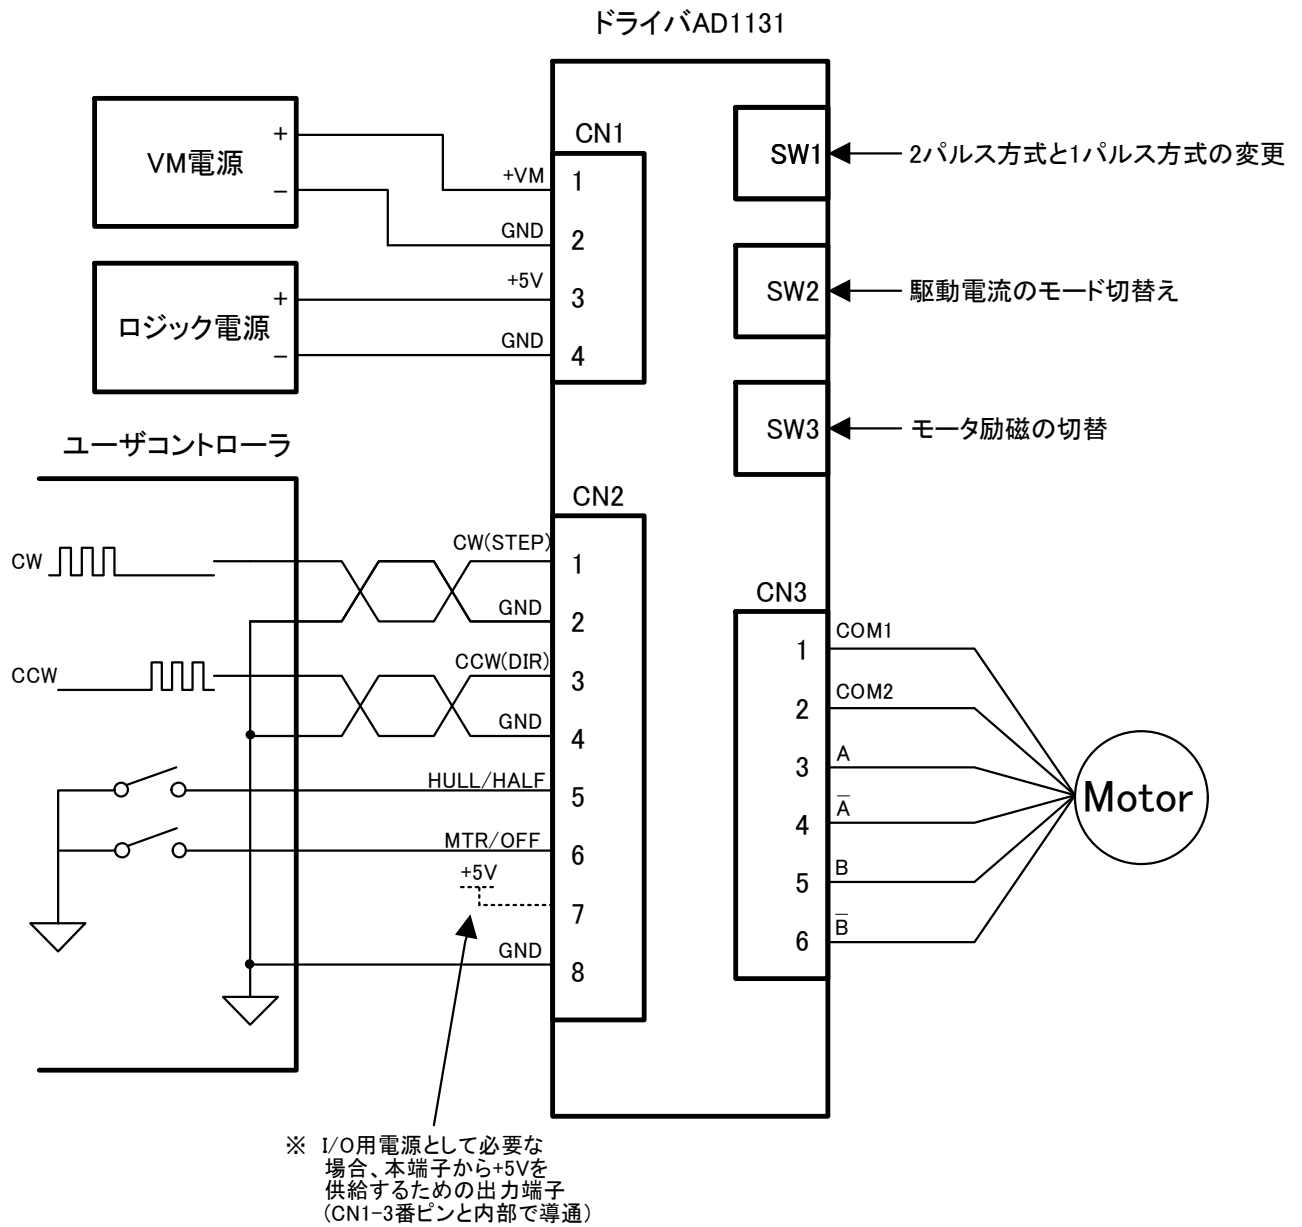 ドライバAD1131
VM電源
+
−
ロジック電源
+
−
CN1
+VM
1
GND
2
+5V
3
GND
4
SW1
2パルス方式と1パルス方式の変更
SW2
駆動電流のモード切替え
SW3
モータ励磁の切替
ユーザコントローラ
CW
CCW
CN2
CW(STEP)
1
GND
2
CCW(DIR)
3
GND
4
HULL/HALF
5
MTR/OFF
6
+5V
7
GND
8
CN3
1
COM1
2
COM2
3
A
4
A̅
5
B
6
B̅
Motor
※ I/O用電源として必要な
場合、本端子から+5Vを
供給するための出力端子
(CN1-3番ピンと内部で導通)